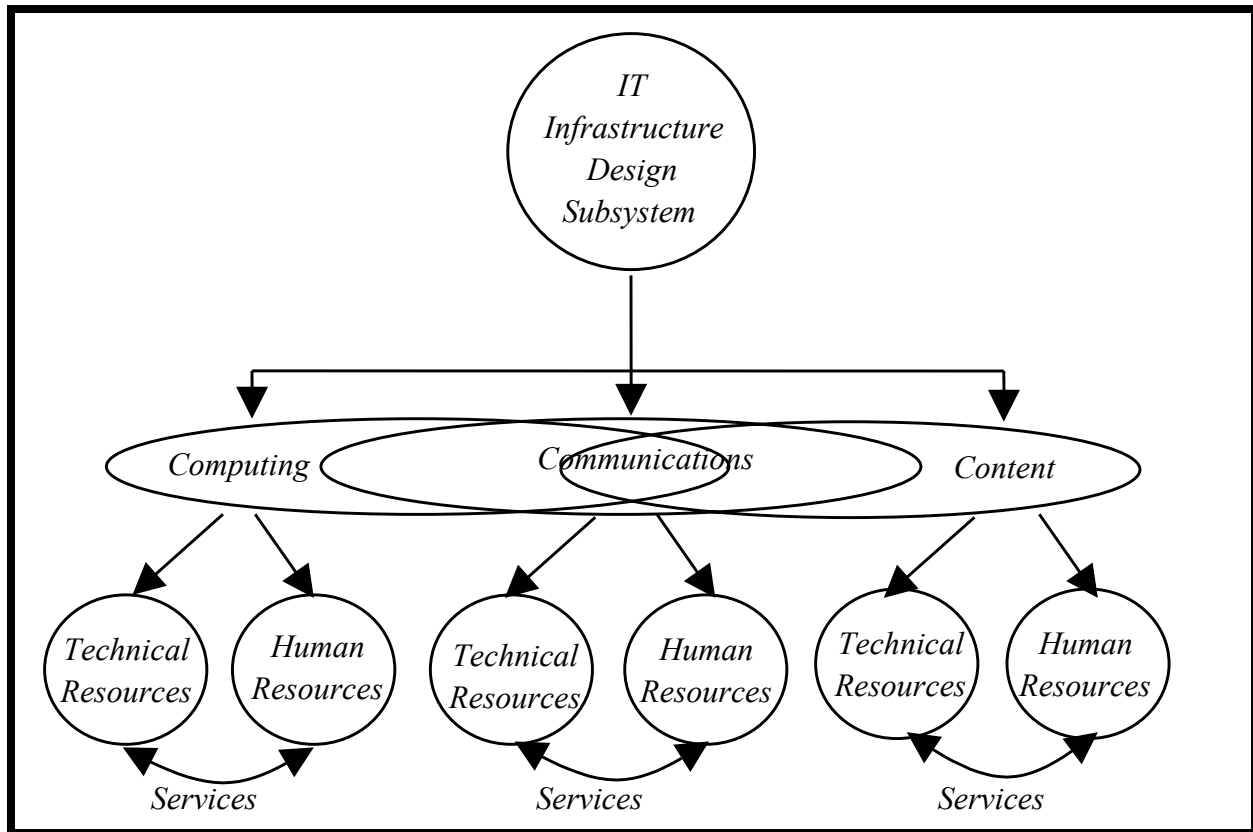 IT
Infrastructure
Design
Subsystem
Computing
Communications
Content
Technical
Resources
Human
Resources
Technical
Resources
Human
Resources
Technical
Resources
Human
Resources
Services
Services
Services